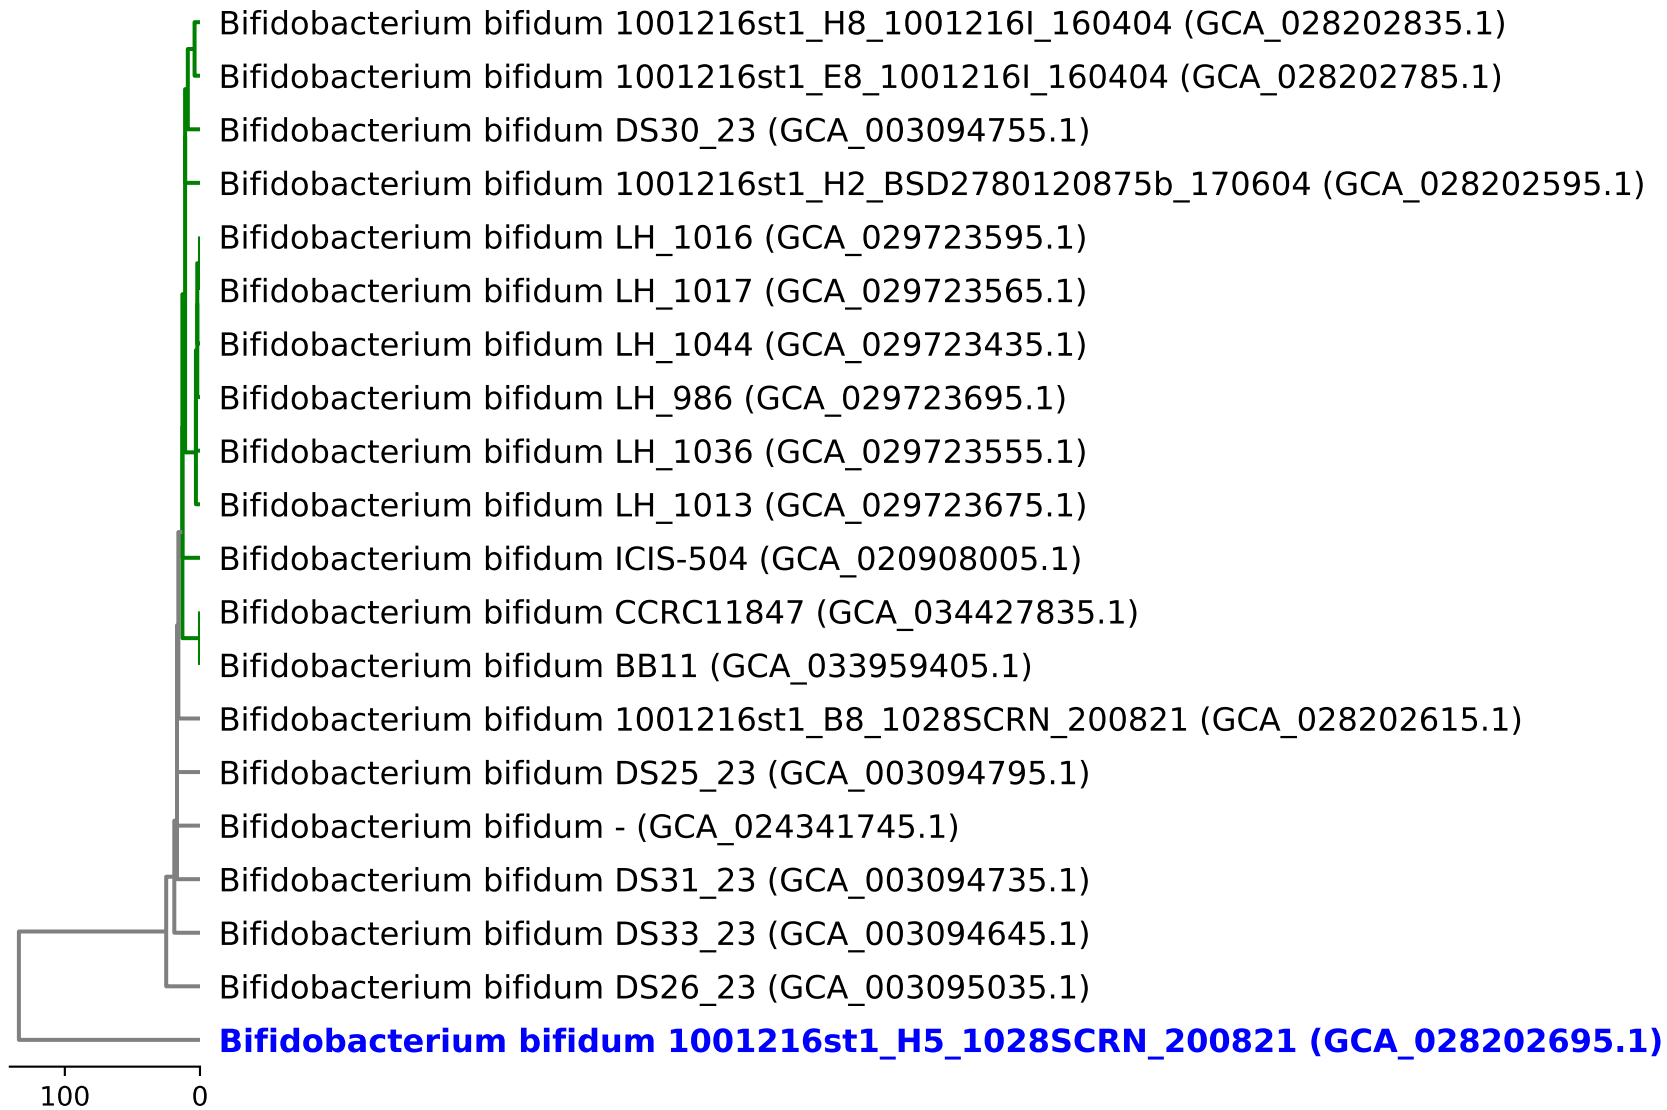 Bifidobacterium bifidum 1001216st1_H8_1001216I_160404 (GCA_028202835.1)
Bifidobacterium bifidum 1001216st1_E8_1001216I_160404 (GCA_028202785.1)
Bifidobacterium bifidum DS30_23 (GCA_003094755.1)
Bifidobacterium bifidum 1001216st1_H2_BSD2780120875b_170604 (GCA_028202595.1)
Bifidobacterium bifidum LH_1016 (GCA_029723595.1)
Bifidobacterium bifidum LH_1017 (GCA_029723565.1)
Bifidobacterium bifidum LH_1044 (GCA_029723435.1)
Bifidobacterium bifidum LH_986 (GCA_029723695.1)
Bifidobacterium bifidum LH_1036 (GCA_029723555.1)
Bifidobacterium bifidum LH_1013 (GCA_029723675.1)
Bifidobacterium bifidum ICIS-504 (GCA_020908005.1)
Bifidobacterium bifidum CCRC11847 (GCA_034427835.1)
Bifidobacterium bifidum BB11 (GCA_033959405.1)
Bifidobacterium bifidum 1001216st1_B8_1028SCRN_200821 (GCA_028202615.1)
Bifidobacterium bifidum DS25_23 (GCA_003094795.1)
Bifidobacterium bifidum - (GCA_024341745.1)
Bifidobacterium bifidum DS31_23 (GCA_003094735.1)
Bifidobacterium bifidum DS33_23 (GCA_003094645.1)
Bifidobacterium bifidum DS26_23 (GCA_003095035.1)
Bifidobacterium bifidum 1001216st1_H5_1028SCRN_200821 (GCA_028202695.1)
100 0